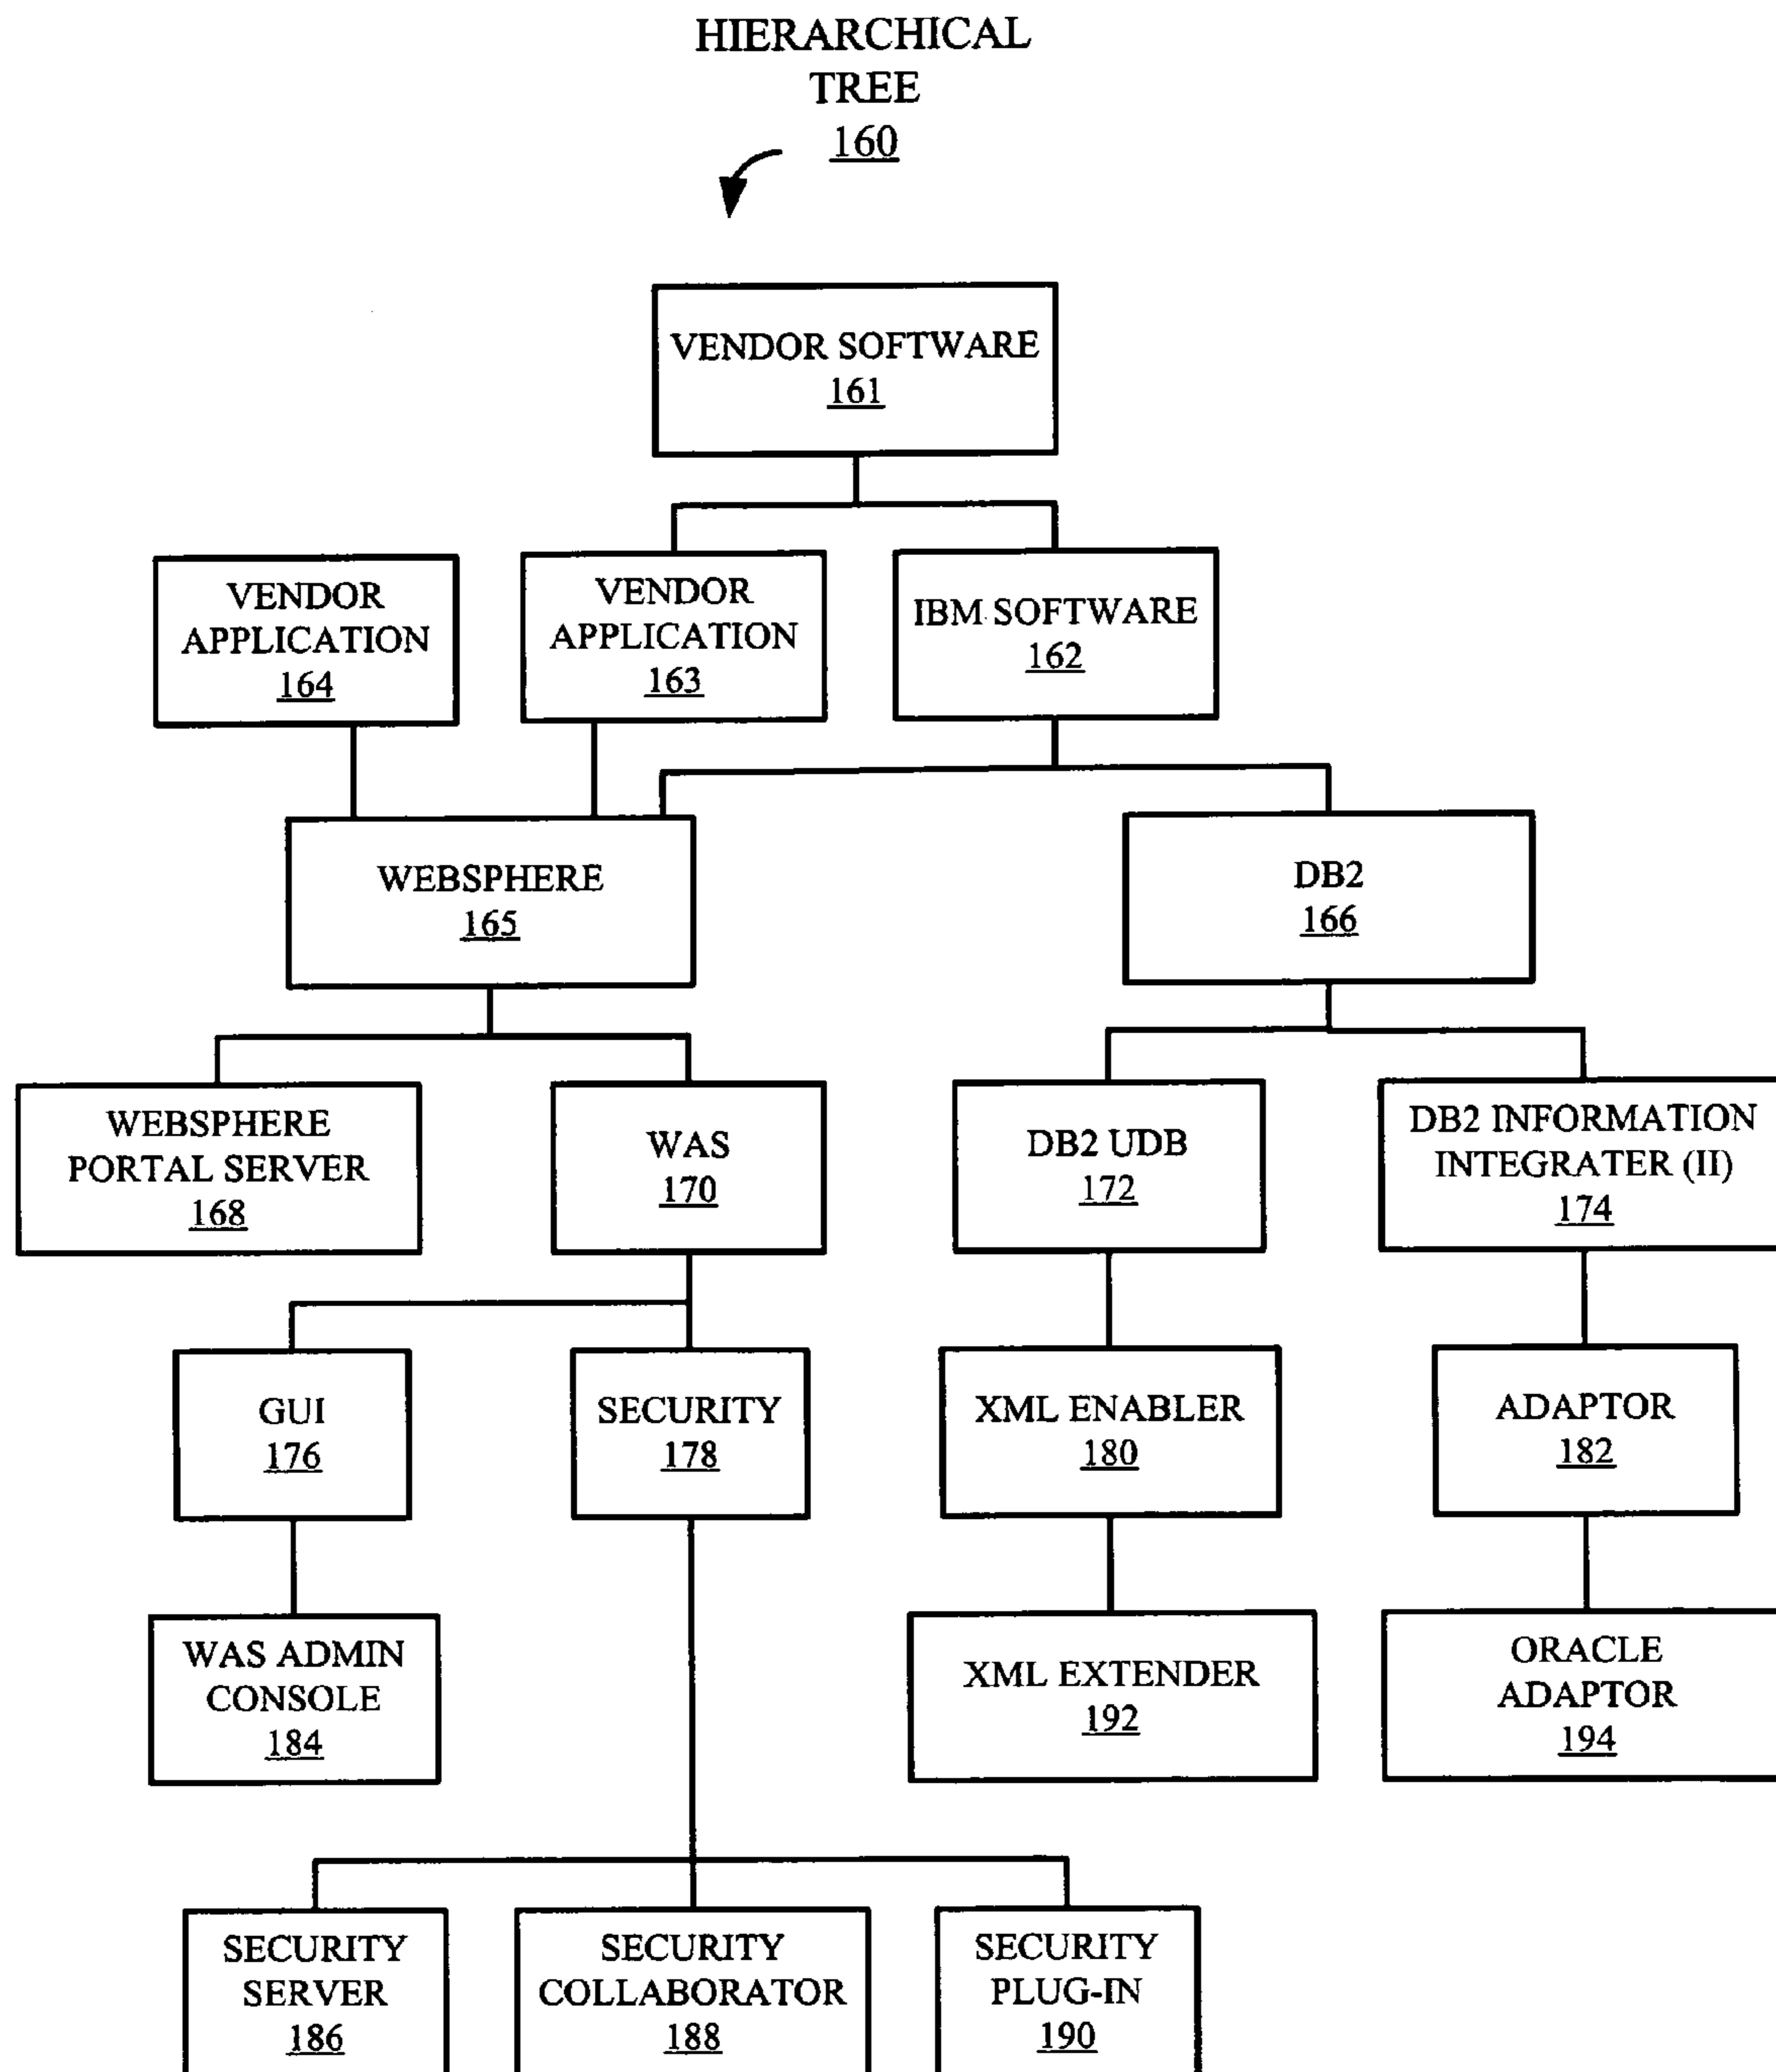 HIERARCHICAL
TREE
160
VENDOR SOFTWARE
161
VENDOR
APPLICATION
164
VENDOR
APPLICATION
163
IBM SOFTWARE
162
WEBSPHERE
165
DB2
166
WEBSPHERE
PORTAL SERVER
168
WAS
170
DB2 UDB
172
DB2 INFORMATION
INTEGRATER (II)
174
GUI
176
SECURITY
178
XML ENABLER
180
ADAPTOR
182
WAS ADMIN
CONSOLE
184
XML EXTENDER
192
ORACLE
ADAPTOR
194
SECURITY
SERVER
186
SECURITY
COLLABORATOR
188
SECURITY
PLUG-IN
190